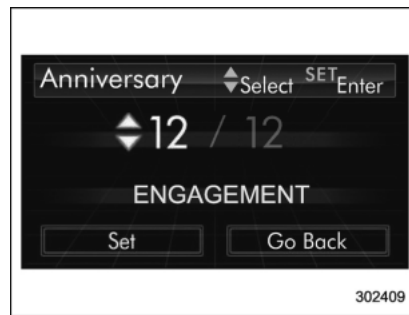 Anniversary Select SET Enter
12 / 12
ENGAGEMENT
Set Go Back
302409